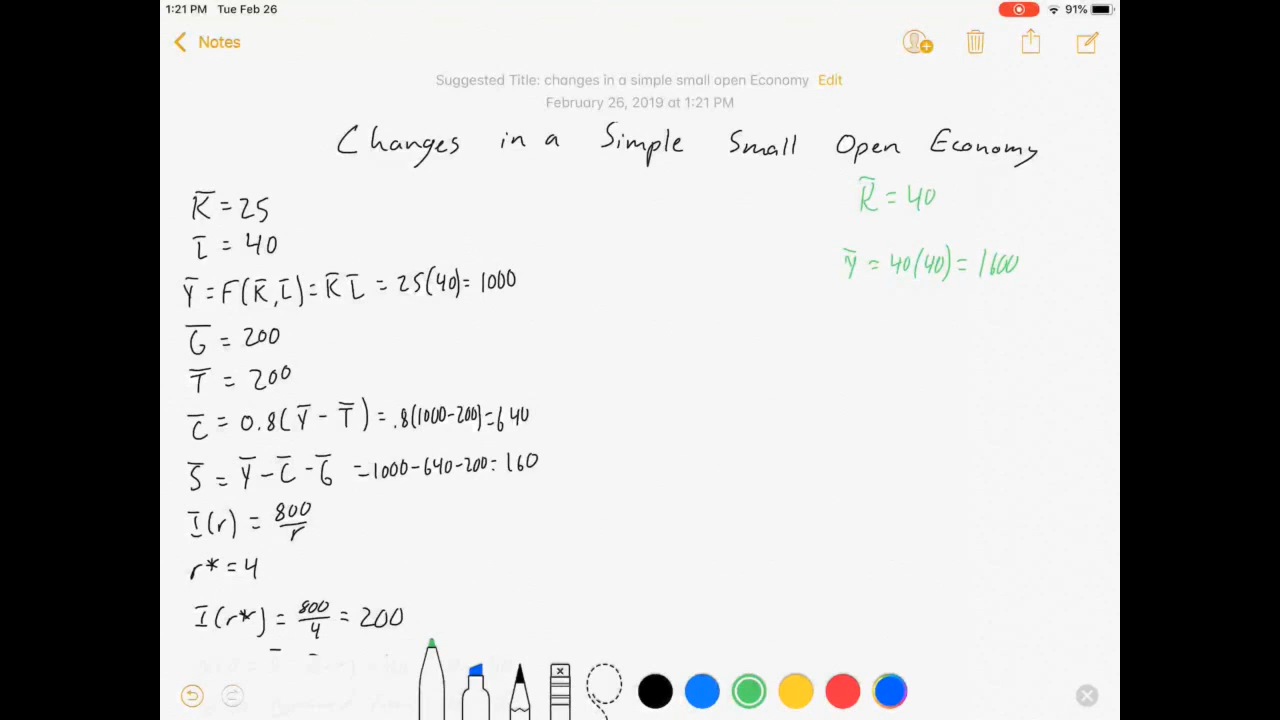 1:21 PM Tue Feb 26
91%
Notes
Suggested Title: changes in a simple small open Economy Edit
February 26, 2019 at 1:21 PM
Changes in a Simple Small Open Economy
K̄ = 25
L̄ = 40
Ȳ = F(K̄, L̄) = K̄ L̄ = 25(40) = 1000
Ḡ = 200
T̄ = 200
C̄ = 0.8(Ȳ - T̄) = .8(1000-200) = 640
S̄ = Ȳ - C̄ - Ḡ = 1000-640-200 = 160
Ī(r) = 800/r
r* = 4
Ī(r*) = 800/4 = 200
K̄ = 40
Ȳ = 40(40) = 1600